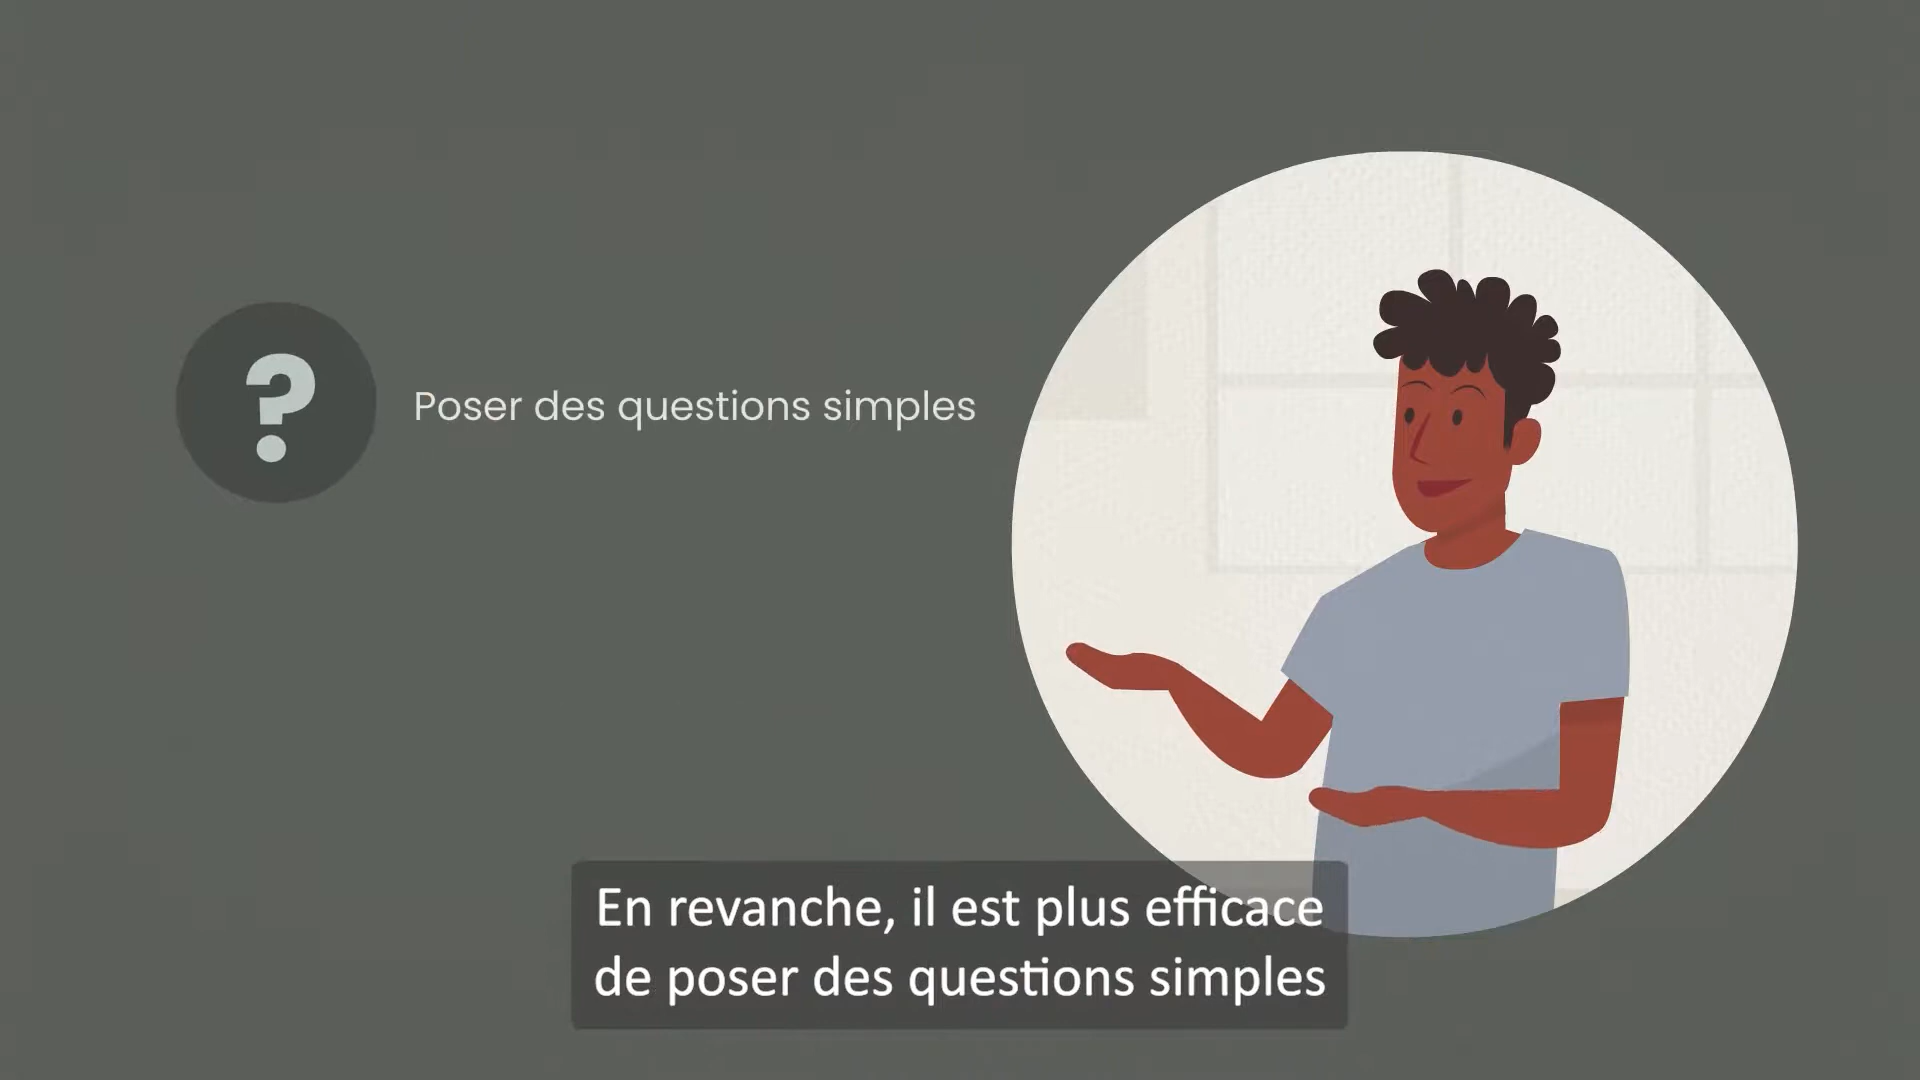 ?
Poser des questions simples
En revanche, il est plus efficace
de poser des questions simples